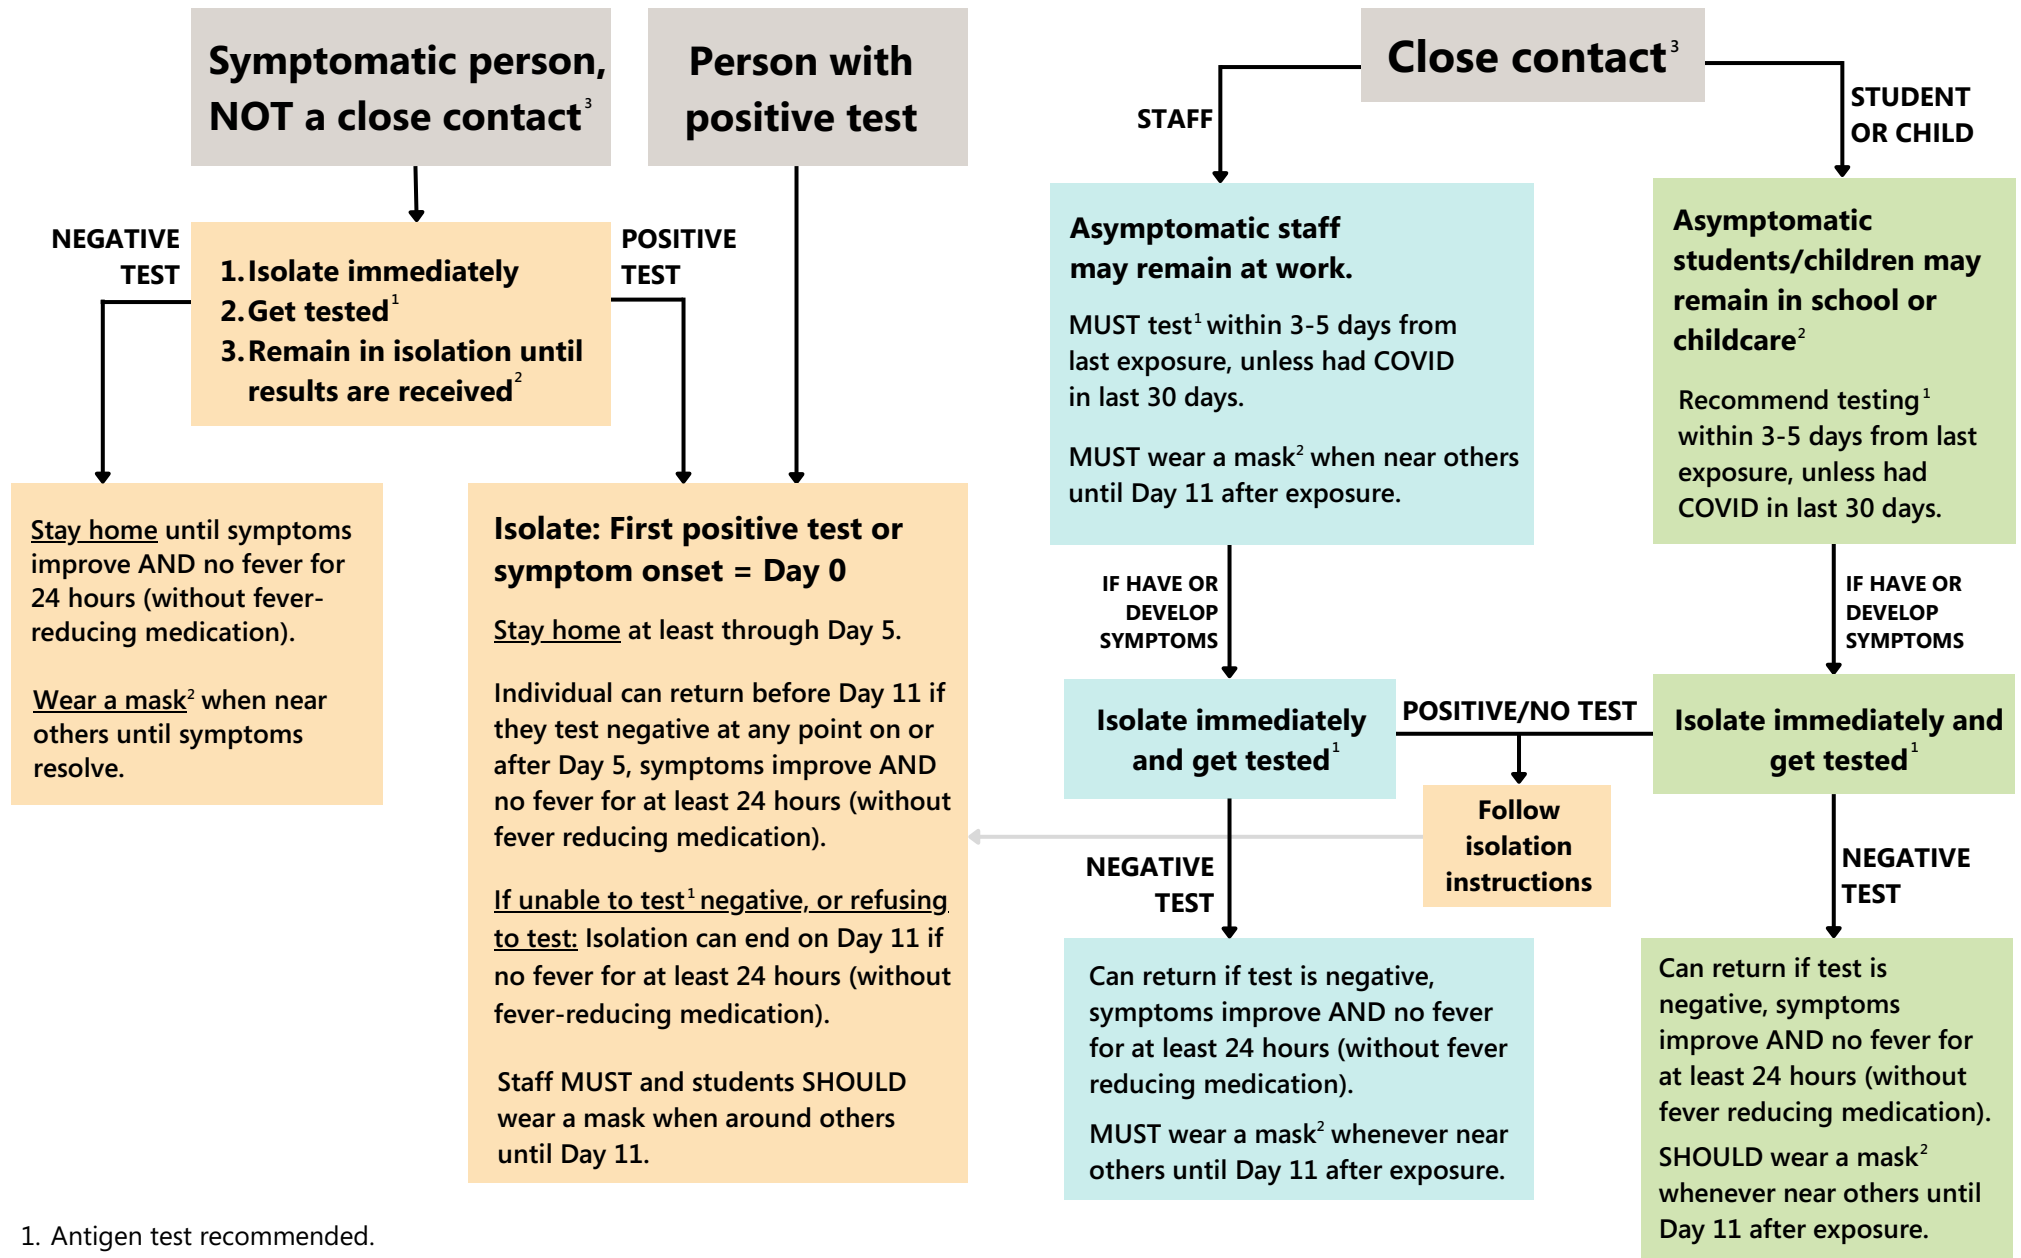 Symptomatic person,
NOT a close contact³
Person with
positive test
Close contact³
STAFF
STUDENT
OR CHILD
NEGATIVE
TEST
1. Isolate immediately
2. Get tested¹
3. Remain in isolation until
results are received²
POSITIVE
TEST
Stay home until symptoms
improve AND no fever for
24 hours (without fever-
reducing medication).
Wear a mask² when near
others until symptoms
resolve.
Isolate: First positive test or
symptom onset = Day 0
Stay home at least through Day 5.
Individual can return before Day 11 if
they test negative at any point on or
after Day 5, symptoms improve AND
no fever for at least 24 hours (without
fever reducing medication).
If unable to test¹ negative, or refusing
to test: Isolation can end on Day 11 if
no fever for at least 24 hours (without
fever-reducing medication).
Staff MUST and students SHOULD
wear a mask when around others
until Day 11.
Asymptomatic staff
may remain at work.
MUST test¹ within 3-5 days from
last exposure, unless had COVID
in last 30 days.
MUST wear a mask² when near others
until Day 11 after exposure.
IF HAVE OR
DEVELOP
SYMPTOMS
Isolate immediately
and get tested¹
POSITIVE/NO TEST
Follow
isolation
instructions
NEGATIVE
TEST
Can return if test is negative,
symptoms improve AND no fever
for at least 24 hours (without fever
reducing medication).
MUST wear a mask² whenever near
others until Day 11 after exposure.
Asymptomatic
students/children may
remain in school or
childcare²
Recommend testing¹
within 3-5 days from last
exposure, unless had
COVID in last 30 days.
IF HAVE OR
DEVELOP
SYMPTOMS
Isolate immediately and
get tested¹
NEGATIVE
TEST
Can return if test is
negative, symptoms
improve AND no fever for
at least 24 hours (without
fever reducing medication).
SHOULD wear a mask²
whenever near others until
Day 11 after exposure.
1. Antigen test recommended.